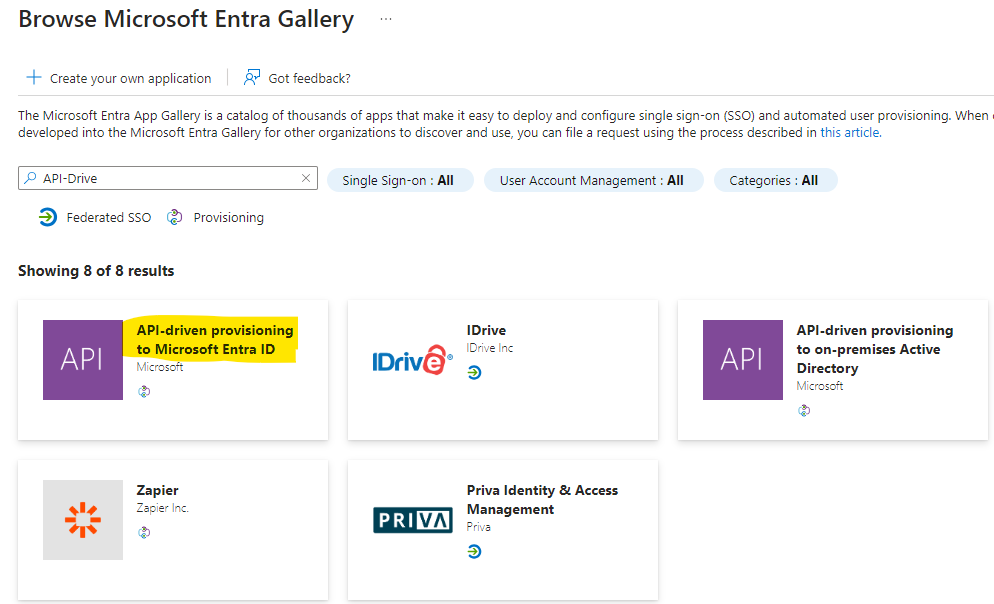 Browse Microsoft Entra Gallery ...
Create your own application
Got feedback?
The Microsoft Entra App Gallery is a catalog of thousands of apps that make it easy to deploy and configure single sign-on (SSO) and automated user provisioning. When
developed into the Microsoft Entra Gallery for other organizations to discover and use, you can file a request using the process described in this article.
API-Drive
Single Sign-on : All
User Account Management : All
Categories : All
Federated SSO
Provisioning
Showing 8 of 8 results
API
API-driven provisioning
to Microsoft Entra ID
Microsoft
IDrive®
IDrive
IDrive Inc
API
API-driven provisioning
to on-premises Active
Directory
Microsoft
Zapier
Zapier Inc.
PRIVA
Priva Identity & Access
Management
Priva